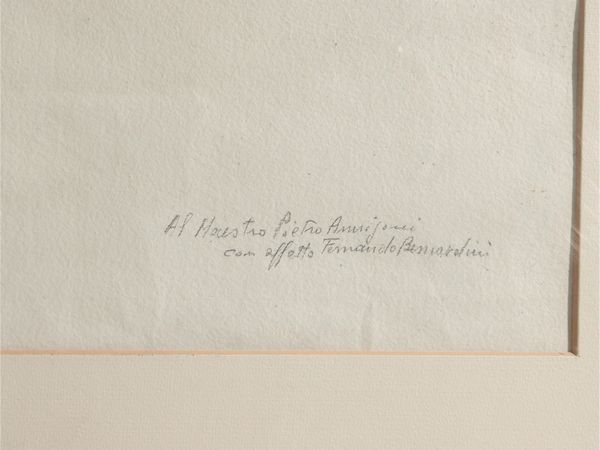 Al Maestro Pietro Annigoni
con affetto Fernando Bernardini